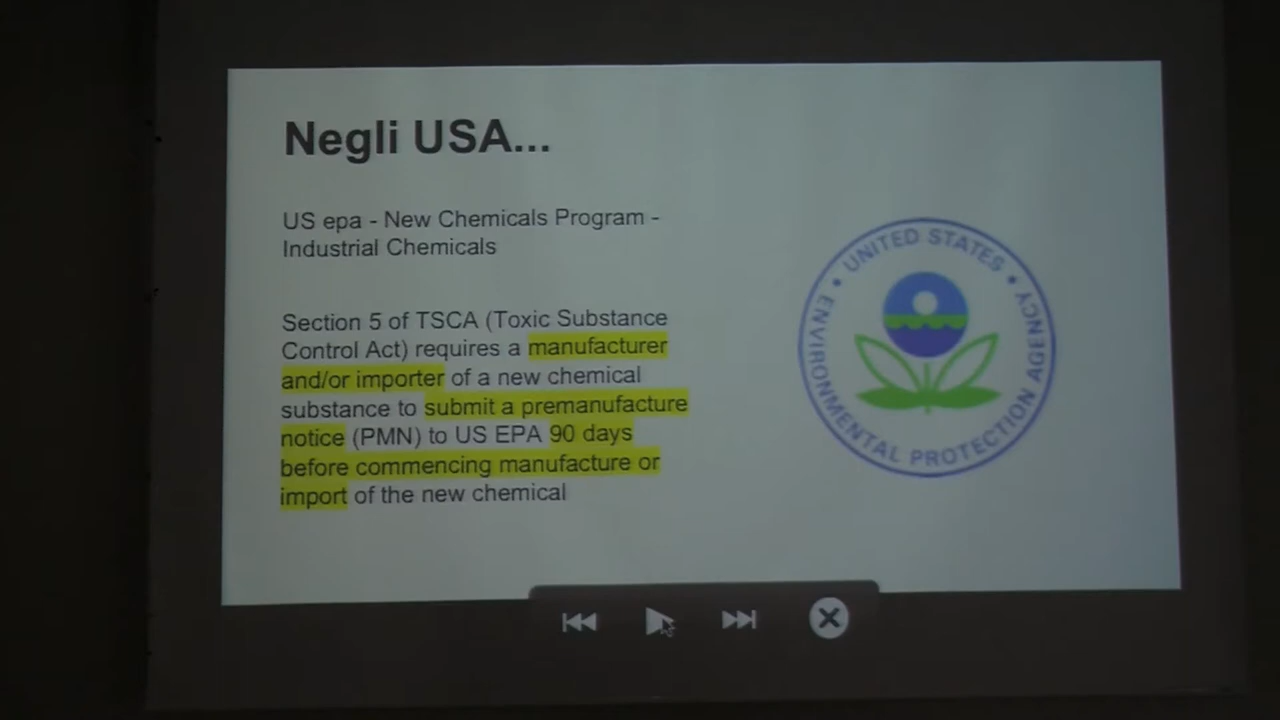 Negli USA...
US epa - New Chemicals Program -
Industrial Chemicals
Section 5 of TSCA (Toxic Substance
Control Act) requires a manufacturer
and/or importer of a new chemical
substance to submit a premanufacture
notice (PMN) to US EPA 90 days
before commencing manufacture or
import of the new chemical
UNITED STATES
ENVIRONMENTAL PROTECTION AGENCY